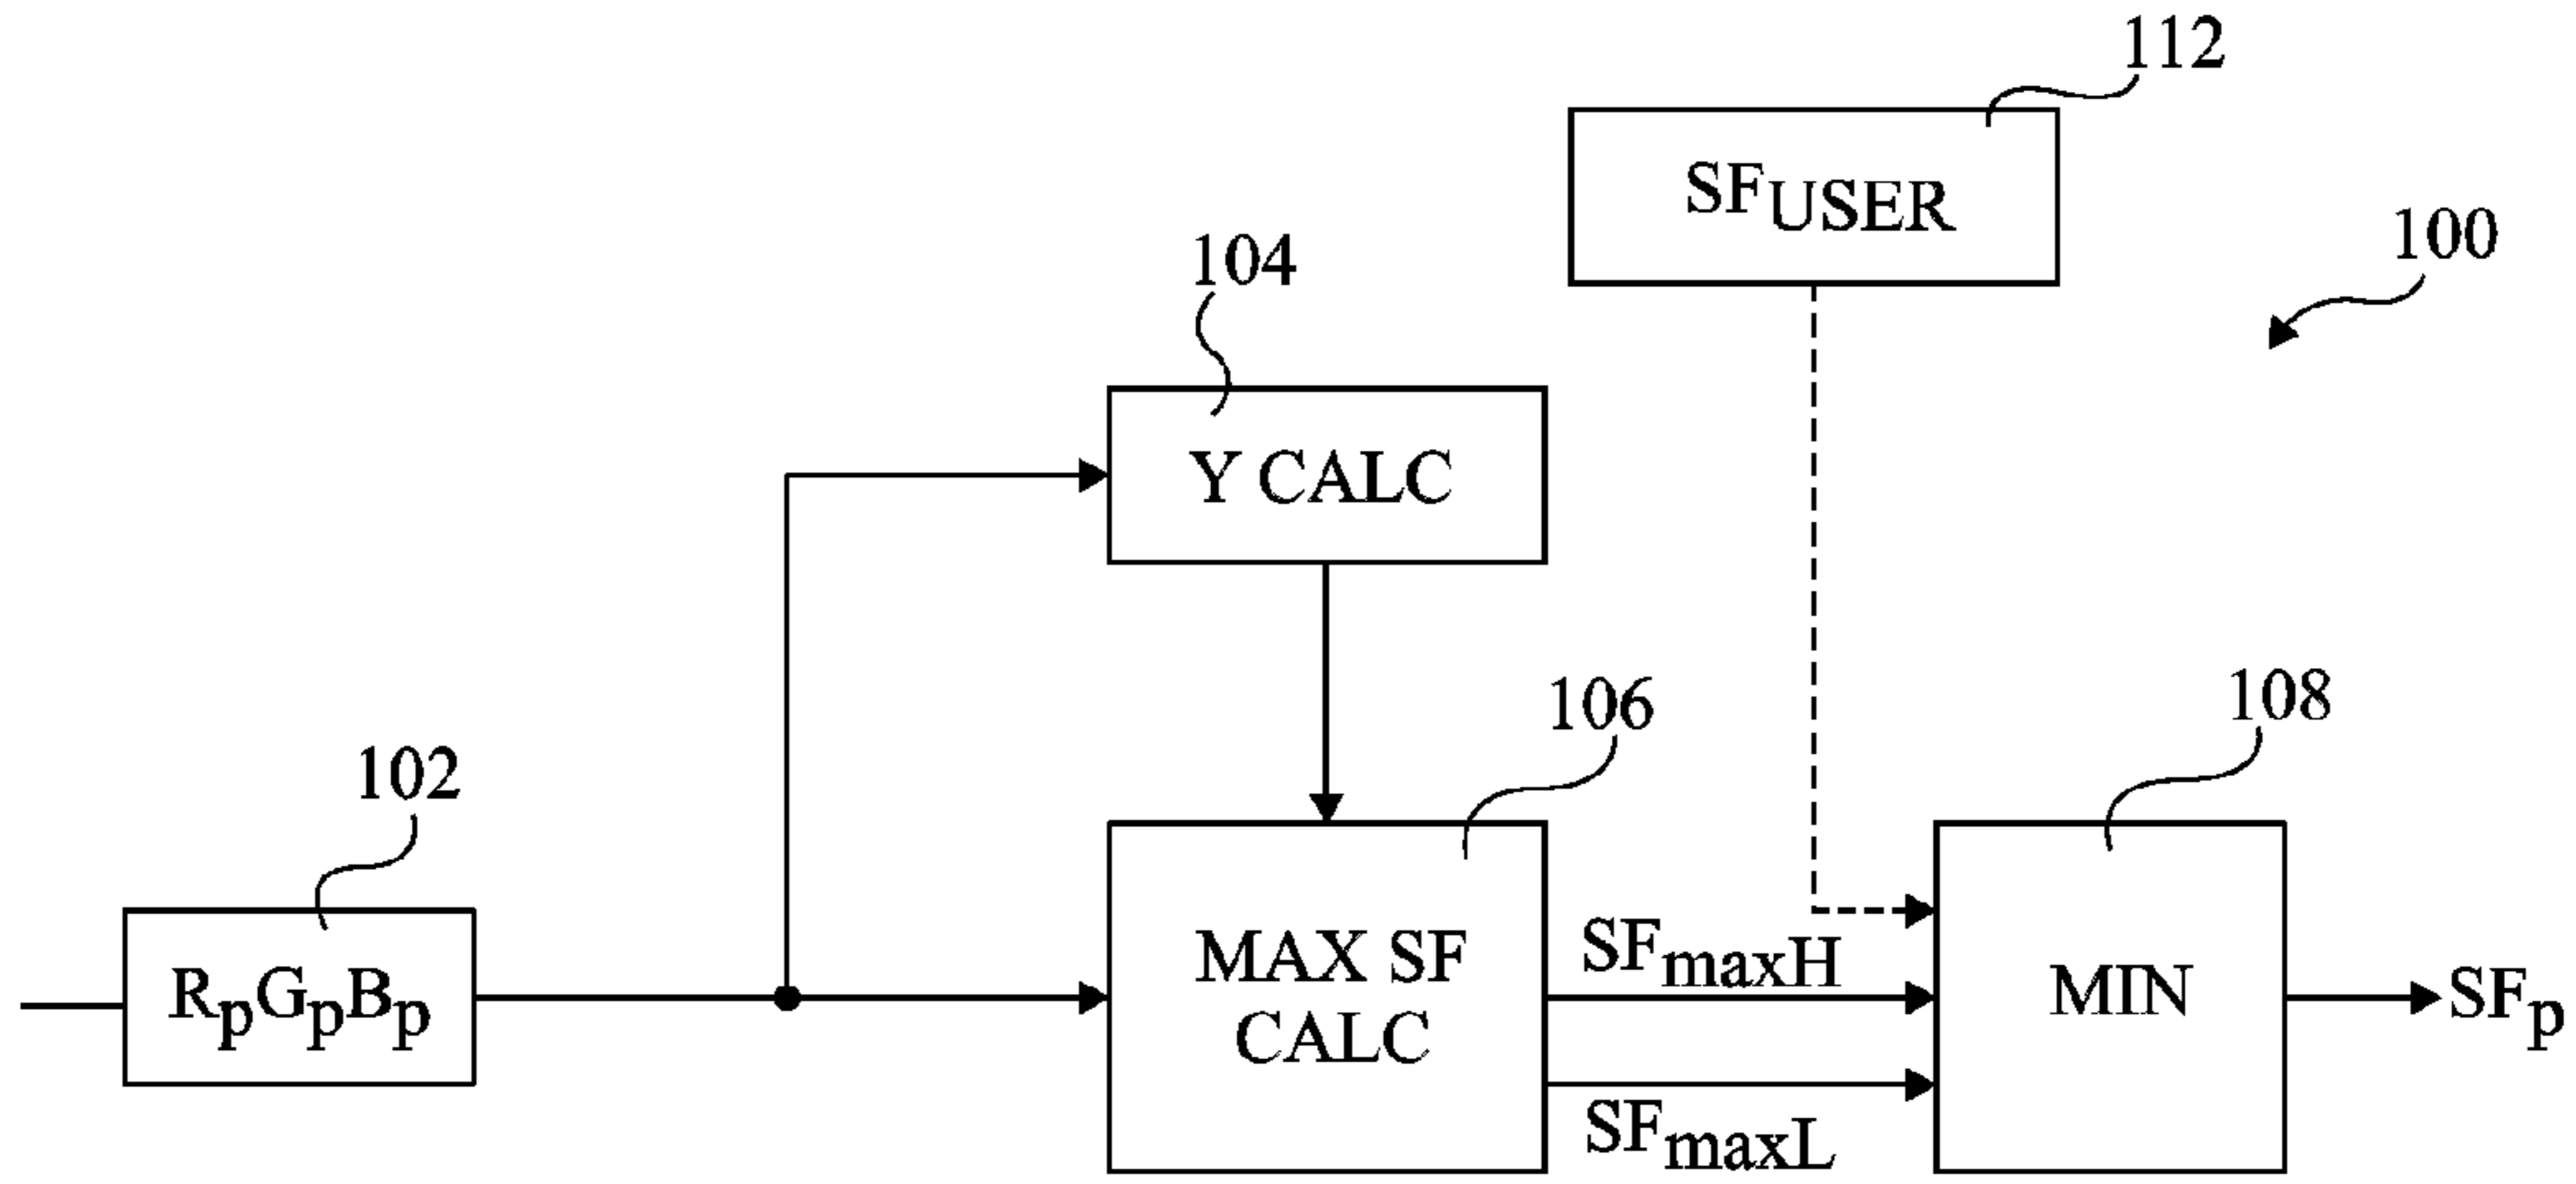 112
SFUSER
100
104
Y CALC
106
108
102
RpGpBp
MAX SF
CALC
SFmaxH
SFmaxL
MIN
SFp